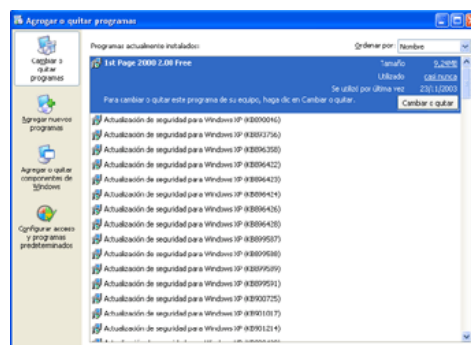 Agregar o quitar programas
Cambiar o
quitar
programas
Agregar nuevos
programas
Agregar o quitar
componentes de
Windows
Configurar acceso
y programas
predeterminados
Programas actualmente instalados:
Ordenar por: Nombre
1st Page 2000 2.00 Free
Tamaño 9,24MB
Utilizado casi nunca
Se utilizó por última vez 23/11/2003
Para cambiar o quitar este programa de su equipo, haga clic en Cambiar o quitar.
Cambiar o quitar
Actualización de seguridad para Windows XP (KB890046)
Actualización de seguridad para Windows XP (KB893756)
Actualización de seguridad para Windows XP (KB896358)
Actualización de seguridad para Windows XP (KB896422)
Actualización de seguridad para Windows XP (KB896423)
Actualización de seguridad para Windows XP (KB896424)
Actualización de seguridad para Windows XP (KB896426)
Actualización de seguridad para Windows XP (KB896428)
Actualización de seguridad para Windows XP (KB899587)
Actualización de seguridad para Windows XP (KB899588)
Actualización de seguridad para Windows XP (KB899589)
Actualización de seguridad para Windows XP (KB899591)
Actualización de seguridad para Windows XP (KB900725)
Actualización de seguridad para Windows XP (KB901017)
Actualización de seguridad para Windows XP (KB901214)